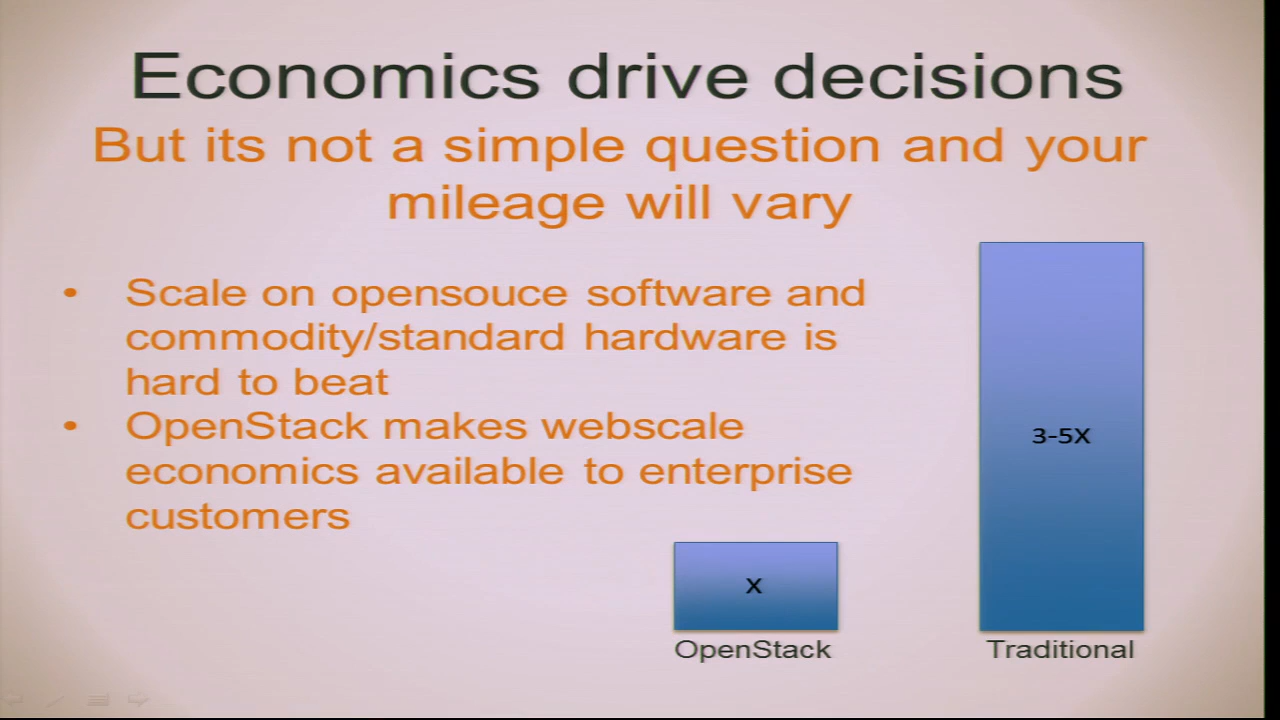 Economics drive decisions
But its not a simple question and your
mileage will vary
• Scale on opensouce software and
commodity/standard hardware is
hard to beat
• OpenStack makes webscale
economics available to enterprise
customers
3-5X
X
OpenStack
Traditional